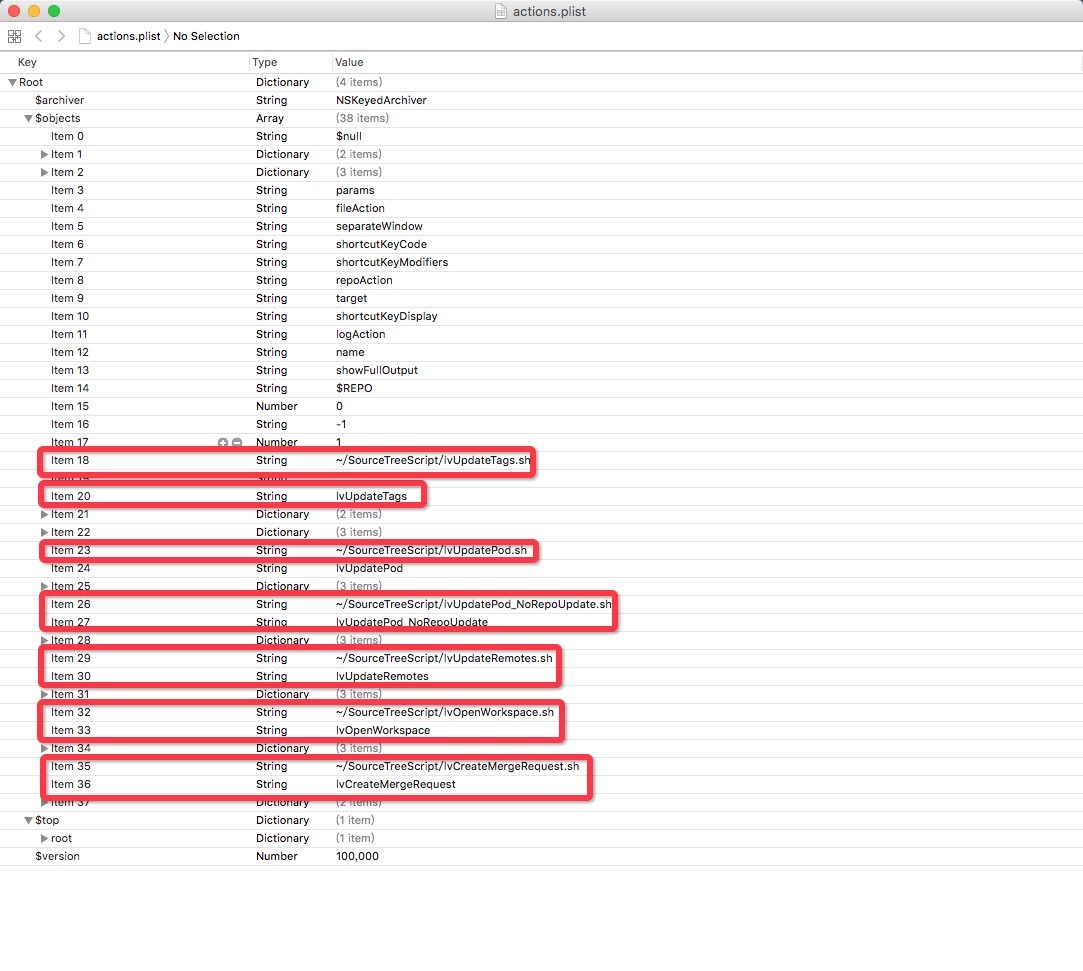 actions.plist
actions.plist No Selection
Key Type Value
Root Dictionary (4 items)
$archiver String NSKeyedArchiver
$objects Array (38 items)
Item 0 String $null
Item 1 Dictionary (2 items)
Item 2 Dictionary (3 items)
Item 3 String params
Item 4 String fileAction
Item 5 String separateWindow
Item 6 String shortcutKeyCode
Item 7 String shortcutKeyModifiers
Item 8 String repoAction
Item 9 String target
Item 10 String shortcutKeyDisplay
Item 11 String logAction
Item 12 String name
Item 13 String showFullOutput
Item 14 String $REPO
Item 15 Number 0
Item 16 String -1
Item 17 Number 1
Item 18 String ~/SourceTreeScript/lvUpdateTags.sh
Item 19 String
Item 20 String lvUpdateTags
Item 21 Dictionary (2 items)
Item 22 Dictionary (3 items)
Item 23 String ~/SourceTreeScript/lvUpdatePod.sh
Item 24 String lvUpdatePod
Item 25 Dictionary (3 items)
Item 26 String ~/SourceTreeScript/lvUpdatePod_NoRepoUpdate.sh
Item 27 String lvUpdatePod_NoRepoUpdate
Item 28 Dictionary (3 items)
Item 29 String ~/SourceTreeScript/lvUpdateRemotes.sh
Item 30 String lvUpdateRemotes
Item 31 Dictionary (3 items)
Item 32 String ~/SourceTreeScript/lvOpenWorkspace.sh
Item 33 String lvOpenWorkspace
Item 34 Dictionary (3 items)
Item 35 String ~/SourceTreeScript/lvCreateMergeRequest.sh
Item 36 String lvCreateMergeRequest
Item 37 Dictionary (2 items)
$top Dictionary (1 item)
root Dictionary (1 item)
$version Number 100,000